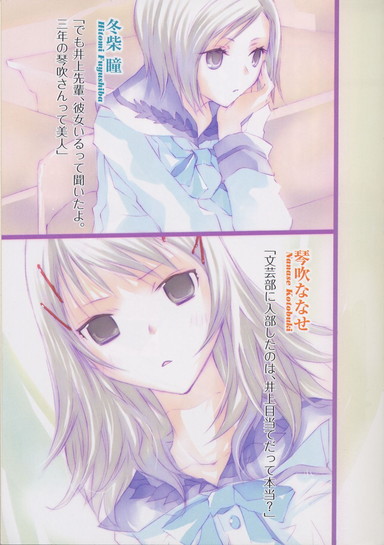 冬柴 瞳
Hitomi Fuyushiba
「でも井上先輩、彼女いるって聞いたよ。
三年の琴吹さんって美人」
琴吹ななせ
Nanase Kotobuki
「文芸部に入部したのは、井上目当てだって本当?」